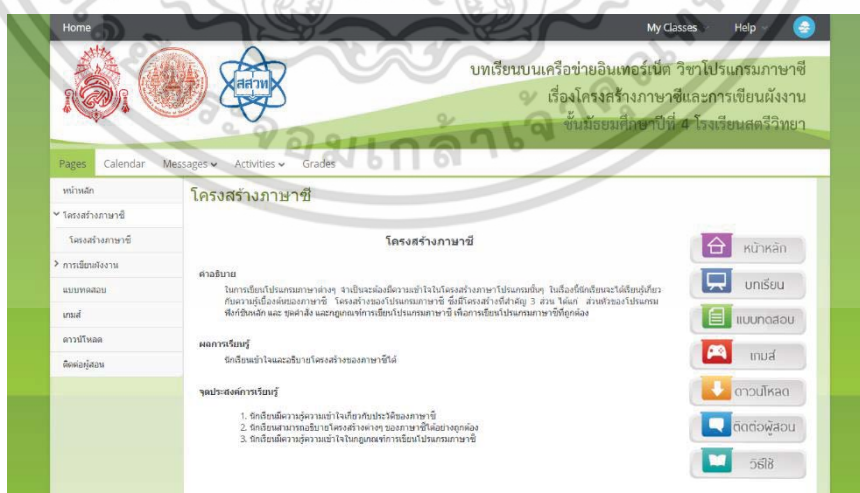 Home
My Classes
Help
สสวท
บทเรียนบนเครือข่ายอินเทอร์เน็ต วิชาโปรแกรมภาษาซี
เรื่องโครงสร้างภาษาซีและการเขียนผังงาน
ชั้นมัธยมศึกษาปีที่ 4 โรงเรียนสตรีวิทยา
Pages
Calendar
Messages
Activities
Grades
หน้าหลัก
โครงสร้างภาษาซี
โครงสร้างภาษาซี
การเขียนผังงาน
แบบทดสอบ
เกมส์
ดาวน์โหลด
ติดต่อผู้สอน
โครงสร้างภาษาซี
โครงสร้างภาษาซี
คำอธิบาย
ในการเขียนโปรแกรมภาษาต่างๆ จำเป็นจะต้องมีความเข้าใจในโครงสร้างภาษาโปรแกรมนั้นๆ ในเรื่องนี้นักเรียนจะได้เรียนรู้เกี่ยว
กับความรู้เบื้องต้นของภาษาซี โครงสร้างของโปรแกรมภาษาซี ซึ่งมีโครงสร้างที่สำคัญ 3 ส่วน ได้แก่ ส่วนหัวของโปรแกรม
ฟังก์ชันหลัก และ ชุดคำสั่ง และกฎเกณฑ์การเขียนโปรแกรมภาษาซี เพื่อการเขียนโปรแกรมภาษาซีที่ถูกต้อง
ผลการเรียนรู้
นักเรียนเข้าใจและอธิบายโครงสร้างของภาษาซีได้
จุดประสงค์การเรียนรู้
1. นักเรียนมีความรู้ความเข้าใจเกี่ยวกับประวัติของภาษาซี
2. นักเรียนสามารถอธิบายโครงสร้างต่างๆ ของภาษาซีได้อย่างถูกต้อง
3. นักเรียนมีความรู้ความเข้าใจในกฎเกณฑ์การเขียนโปรแกรมภาษาซี
หน้าหลัก
บทเรียน
แบบทดสอบ
เกมส์
ดาวน์โหลด
ติดต่อผู้สอน
วิธีใช้